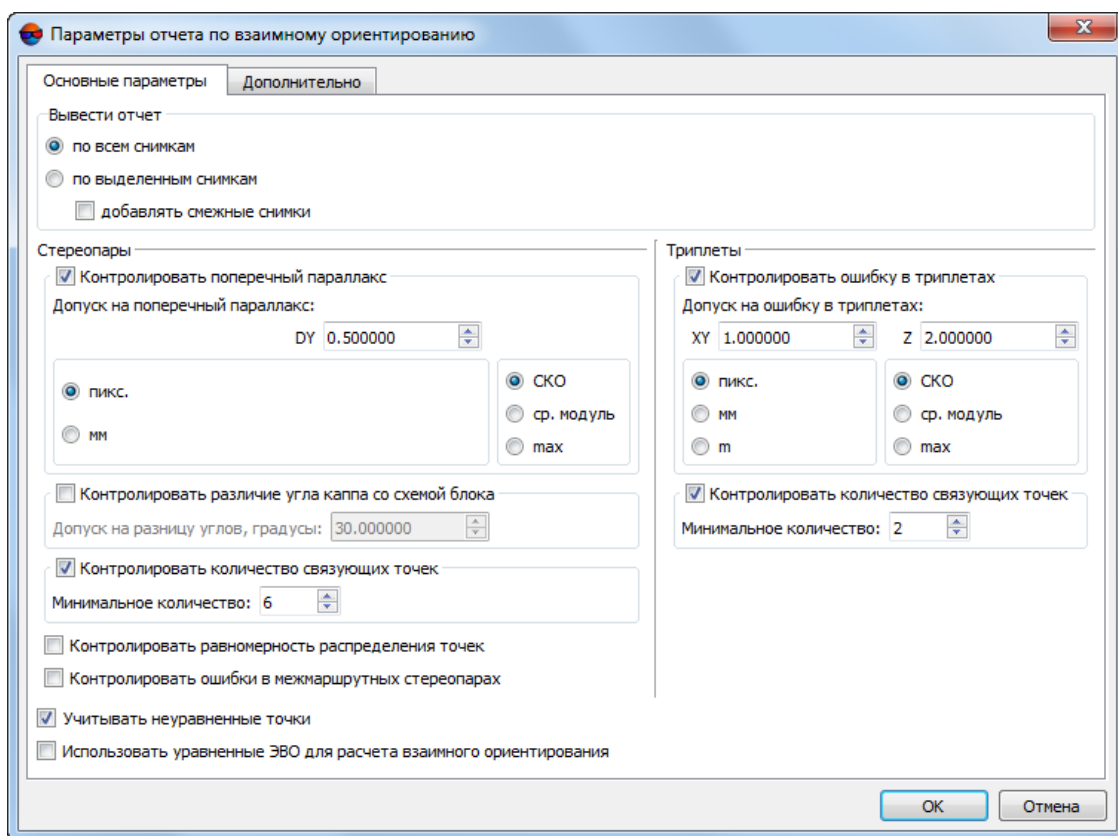 Параметры отчета по взаимному ориентированию
Основные параметры
Дополнительно
Вывести отчет
по всем снимкам
по выделенным снимкам
добавлять смежные снимки
Стереопары
Контролировать поперечный параллакс
Допуск на поперечный параллакс:
DY 0.500000
пикс.
мм
СКО
ср. модуль
max
Контролировать различие угла каппа со схемой блока
Допуск на разницу углов, градусы: 30.000000
Контролировать количество связующих точек
Минимальное количество: 6
Контролировать равномерность распределения точек
Контролировать ошибки в межмаршрутных стереопарах
Триплеты
Контролировать ошибку в триплетах
Допуск на ошибку в триплетах:
XY 1.000000 Z 2.000000
пикс.
мм
m
СКО
ср. модуль
max
Контролировать количество связующих точек
Минимальное количество: 2
Учитывать неуравненные точки
Использовать уравненные ЭВО для расчета взаимного ориентирования
OK
Отмена